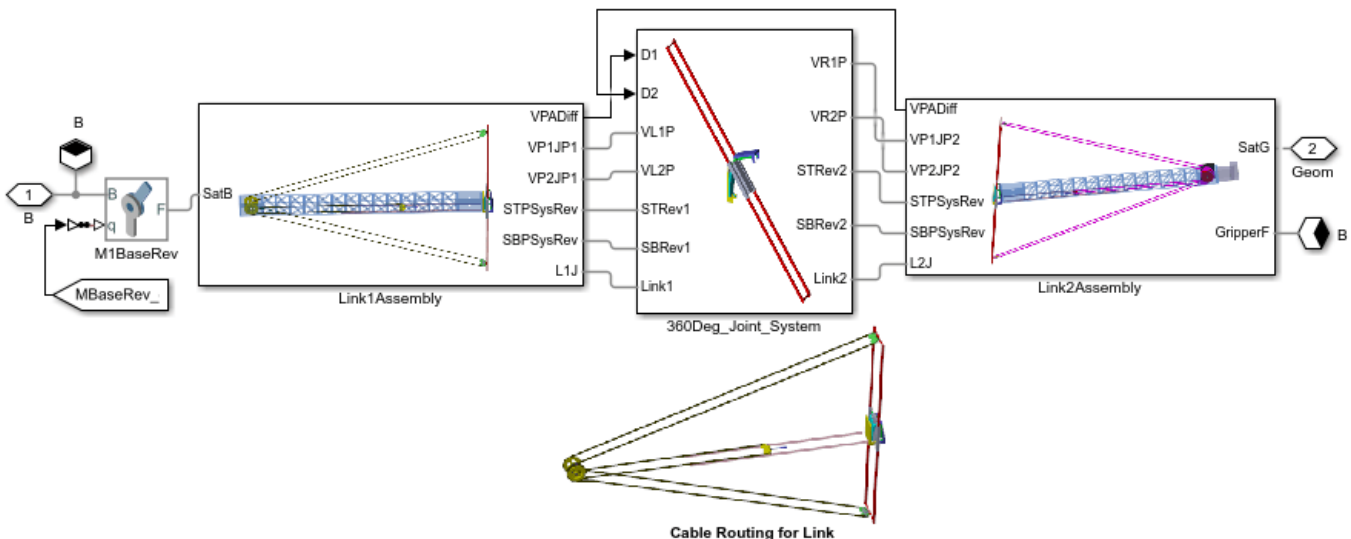 B
1
B
B
F
q
M1BaseRev
MBaseRev_
SatB
VPADiff
VP1JP1
VP2JP1
STPSysRev
SBPSysRev
L1J
Link1Assembly
D1
D2
VL1P
VL2P
STRev1
SBRev1
Link1
VR1P
VR2P
STRev2
SBRev2
Link2
360Deg_Joint_System
VPADiff
VP1JP2
VP2JP2
STPSysRev
SBPSysRev
L2J
SatG
GripperF
Link2Assembly
2
Geom
B
Cable Routing for Link